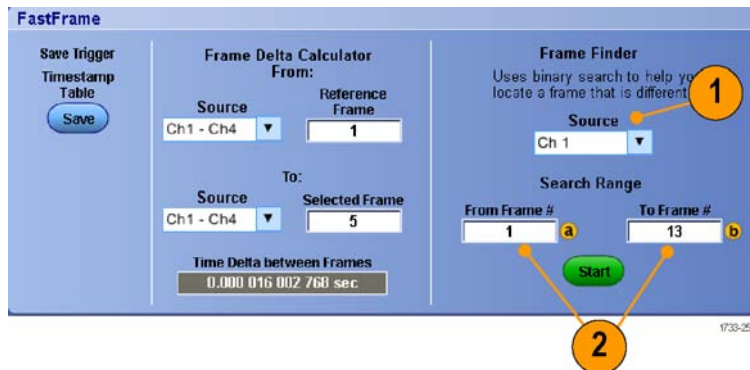 FastFrame
Save Trigger
Timestamp
Table
Save
Frame Delta Calculator
From:
Source
Reference
Frame
Ch1 - Ch4
1
To:
Source
Selected Frame
Ch1 - Ch4
5
Time Delta between Frames
0.000 016 002 768 sec
Frame Finder
Uses binary search to help
locate a frame that is different
1
Source
Ch 1
Search Range
From Frame #
To Frame #
1
a
13
b
Start
2